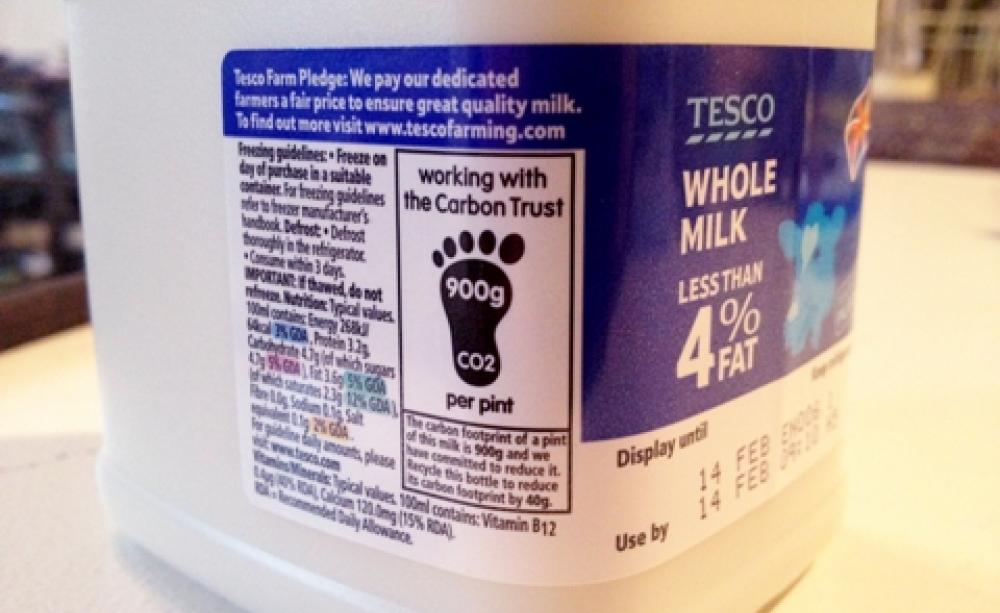 Tesco Farm Pledge: We pay our dedicated
farmers a fair price to ensure great quality milk.
To find out more visit www.tescofarming.com
Freezing guidelines: • Freeze on
day of purchase in a suitable
container. For freezing guidelines
refer to freezer manufacturer's
handbook. Defrost: • Defrost
thoroughly in the refrigerator.
• Consume within 3 days.
IMPORTANT: If thawed, do not
refreeze. Nutrition: Typical values.
100ml contains: Energy 268kJ/
64kcal 3% GDA, Protein 3.2g,
Carbohydrate 4.7g (of which sugars
4.7g 5% GDA), Fat 3.6g 5% GDA
(of which saturates 2.3g 12% GDA),
Fibre 0.0g, Sodium 0.1g, Salt
equivalent 0.1g 2% GDA.
For guideline daily amounts, please
visit: www.tesco.com
Vitamins/Minerals: Typical values. 100ml contains: Vitamin B12
0.4µg (40% RDA), Calcium 120.0mg (15% RDA).
RDA = Recommended Daily Allowance.
working with
the Carbon Trust
900g
CO2
per pint
The carbon footprint of a pint
of this milk is 900g and we
have committed to reduce it.
Recycle this bottle to reduce
its carbon footprint by 40g.
TESCO
WHOLE
MILK
LESS THAN
4%
FAT
Display until
14 FEB
14 FEB
Use by